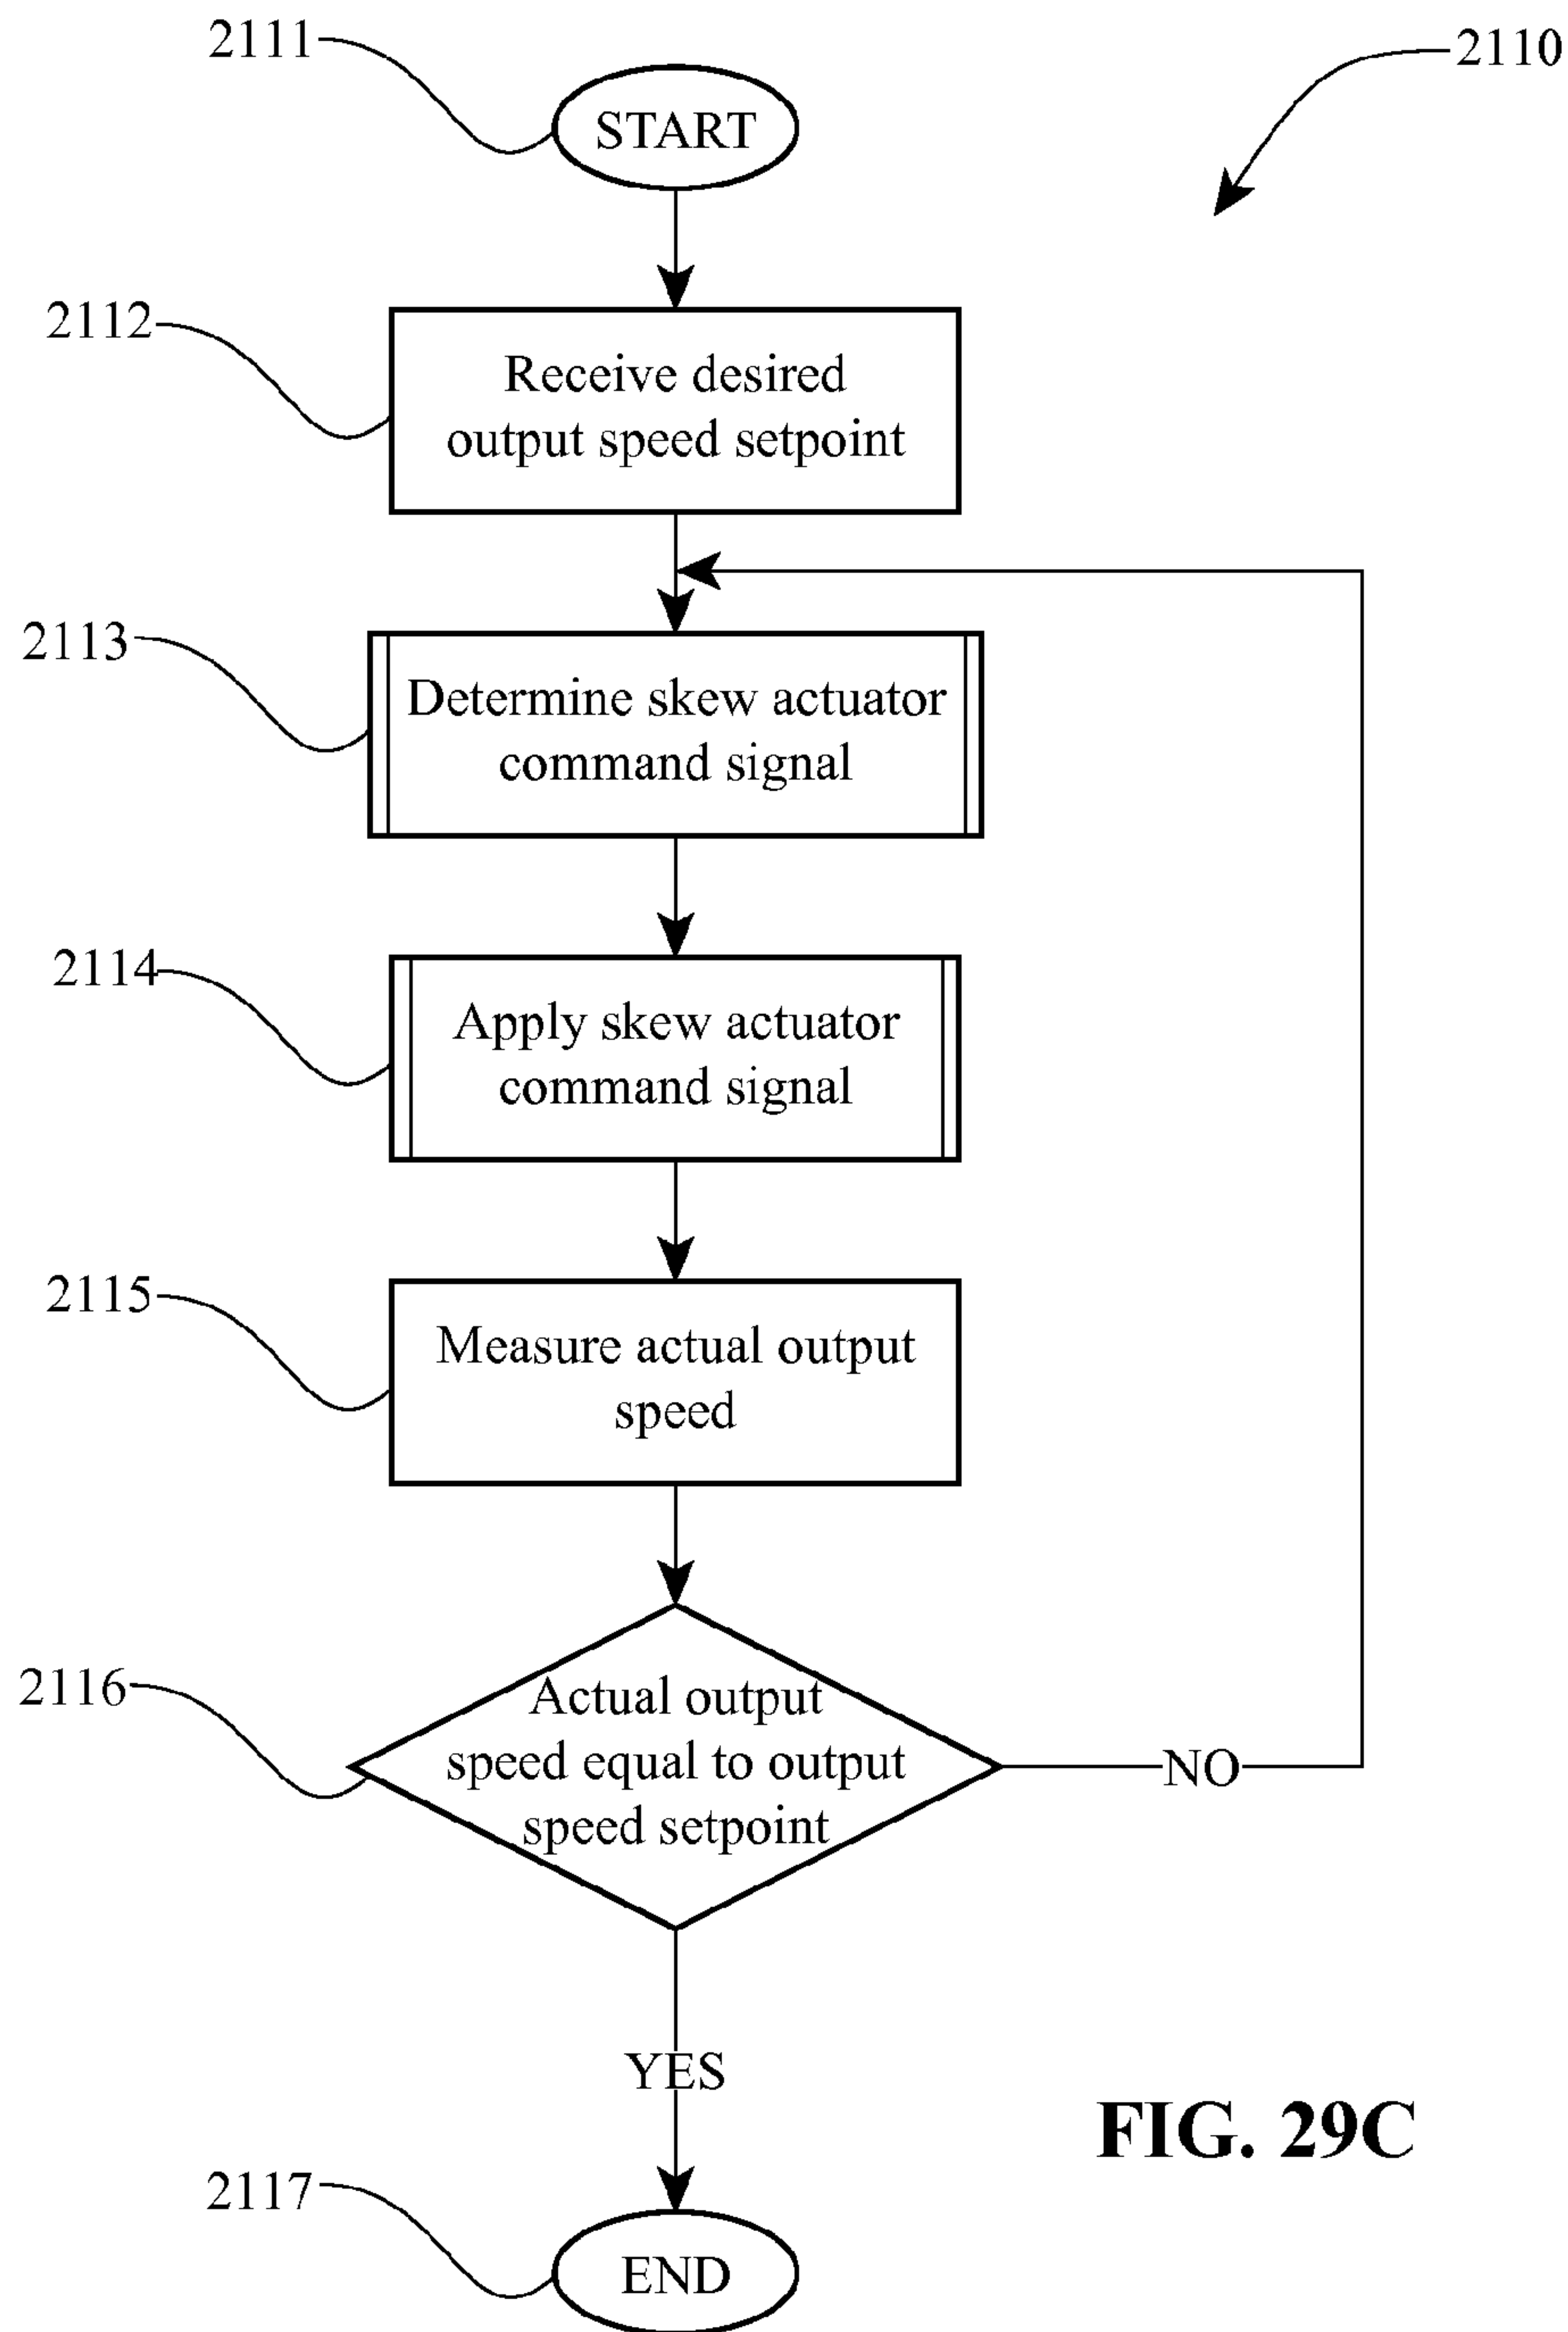 2111
2110
START
2112
Receive desired
output speed setpoint
2113
Determine skew actuator
command signal
2114
Apply skew actuator
command signal
2115
Measure actual output
speed
2116
Actual output
speed equal to output
speed setpoint
NO
YES
FIG. 29C
2117
END